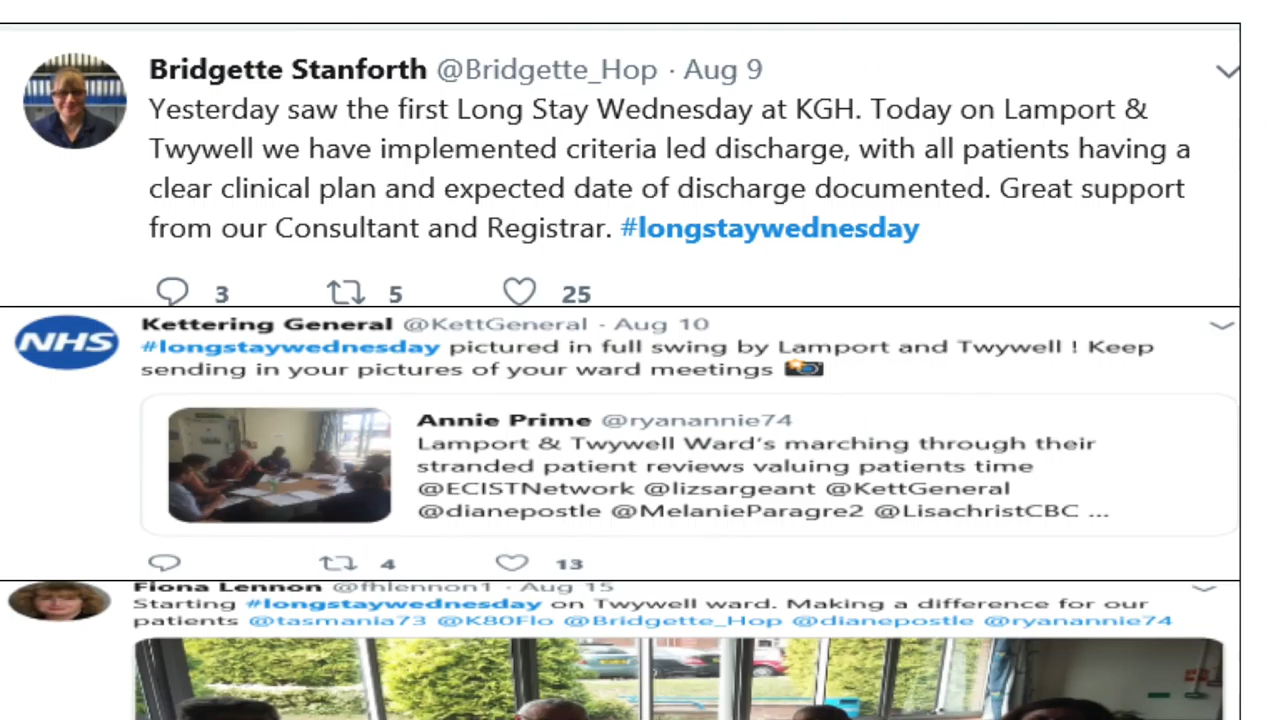 Bridgette Stanforth @Bridgette_Hop · Aug 9
Yesterday saw the first Long Stay Wednesday at KGH. Today on Lamport &
Twywell we have implemented criteria led discharge, with all patients having a
clear clinical plan and expected date of discharge documented. Great support
from our Consultant and Registrar. #longstaywednesday
3 5 25
NHS
Kettering General @KettGeneral · Aug 10
#longstaywednesday pictured in full swing by Lamport and Twywell ! Keep
sending in your pictures of your ward meetings
Annie Prime @ryanannie74
Lamport & Twywell Ward's marching through their
stranded patient reviews valuing patients time
@ECISTNetwork @lizsargeant @KettGeneral
@dianepostle @MelanieParagre2 @LisachristCBC ...
4 13
Fiona Lennon @fhlennon1 · Aug 15
Starting #longstaywednesday on Twywell ward. Making a difference for our
patients @tasmania73 @K80Flo @Bridgette_Hop @dianepostle @ryanannie74